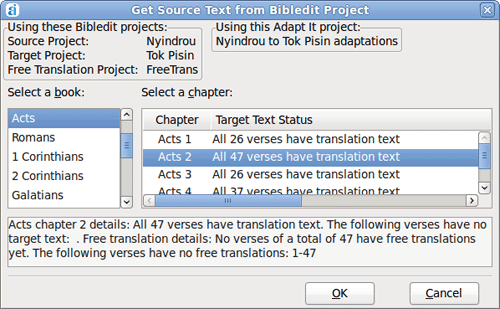 Get Source Text from Bibledit Project
Using these Bibledit projects:
Source Project: Nyindrou
Target Project: Tok Pisin
Free Translation Project: FreeTrans
Using this Adapt It project:
Nyindrou to Tok Pisin adaptations
Select a book:
Acts
Romans
1 Corinthians
2 Corinthians
Galatians
Select a chapter:
Chapter Target Text Status
Acts 1 All 26 verses have translation text
Acts 2 All 47 verses have translation text
Acts 3 All 26 verses have translation text
Acts 4 All 37 verses have translation text
Acts chapter 2 details: All 47 verses have translation text. The following verses have no
target text:  . Free translation details: No verses of a total of 47 have free translations
yet. The following verses have no free translations: 1-47
OK
Cancel